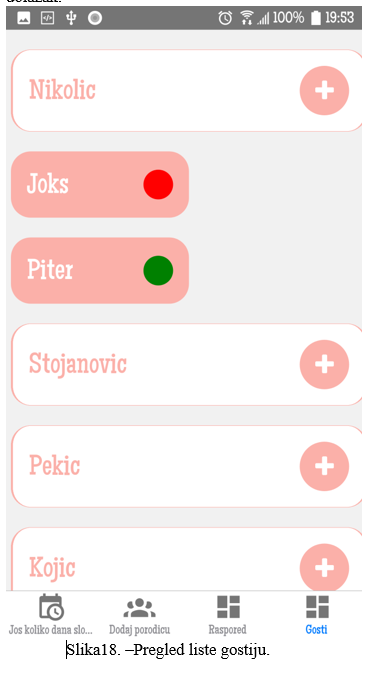 100% 19:53
Nikolic
Joks
Piter
Stojanovic
Pekic
Kojic
Jos koliko dana slo... Dodaj porodicu Raspored Gosti
Slika18. –Pregled liste gostiju.